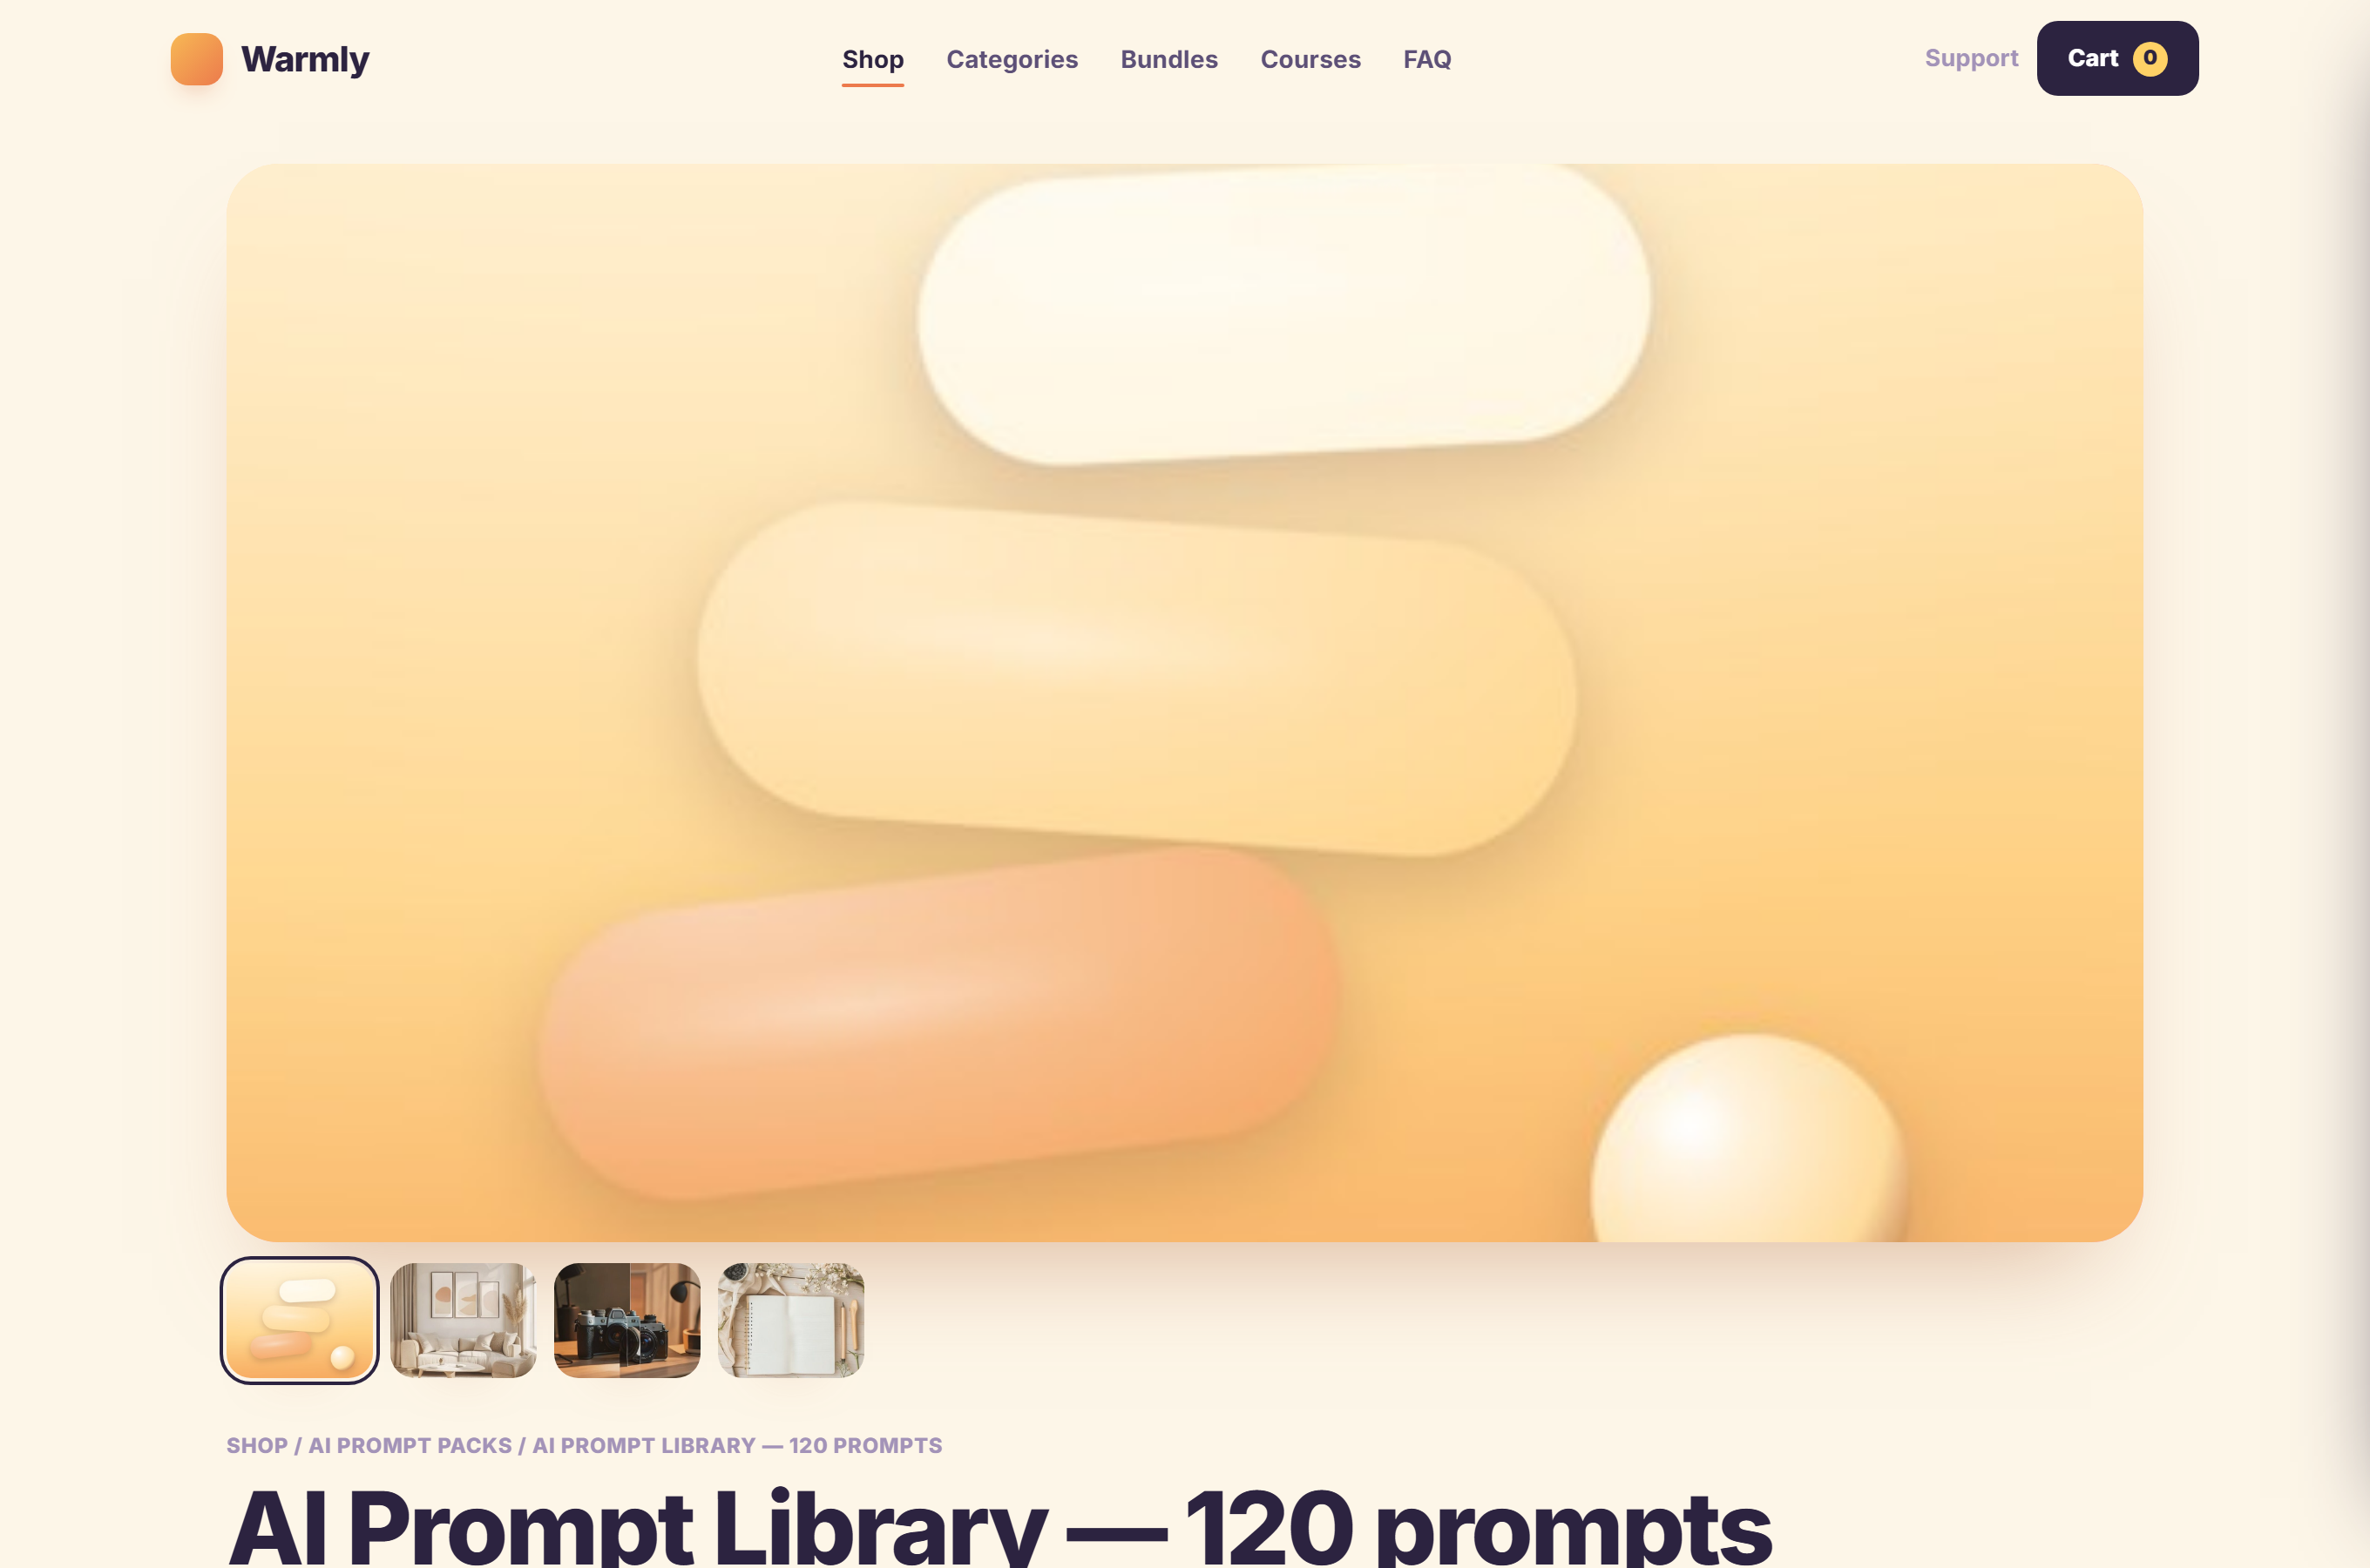 Warmly
Shop Categories Bundles Courses FAQ
Support
Cart 0
SHOP / AI PROMPT PACKS / AI PROMPT LIBRARY — 120 PROMPTS
AI Prompt Library — 120 prompts